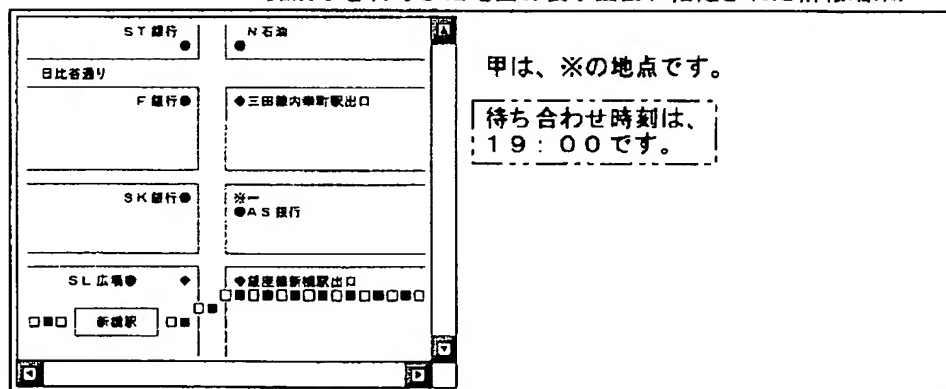 ST銀行
N石油
日比谷通り
F銀行
三田線内幸町駅出口
SK銀行
※
AS銀行
SL広場
銀座線新橋駅出口
新橋駅
甲は、※の地点です。
待ち合わせ時刻は、
19:00です。